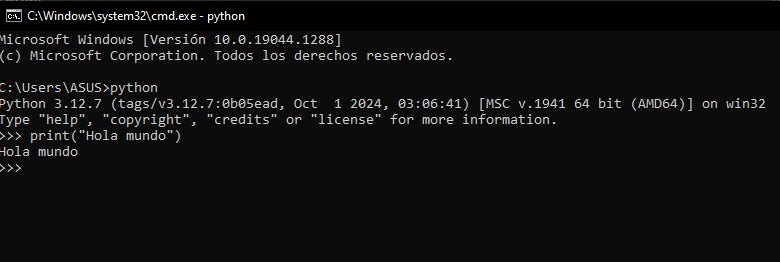 C:\Windows\system32\cmd.exe - python
Microsoft Windows [Versión 10.0.19044.1288]
(c) Microsoft Corporation. Todos los derechos reservados.
C:\Users\ASUS>python
Python 3.12.7 (tags/v3.12.7:0b05ead, Oct  1 2024, 03:06:41) [MSC v.1941 64 bit (AMD64)] on win32
Type "help", "copyright", "credits" or "license" for more information.
>>> print("Hola mundo")
Hola mundo
>>>